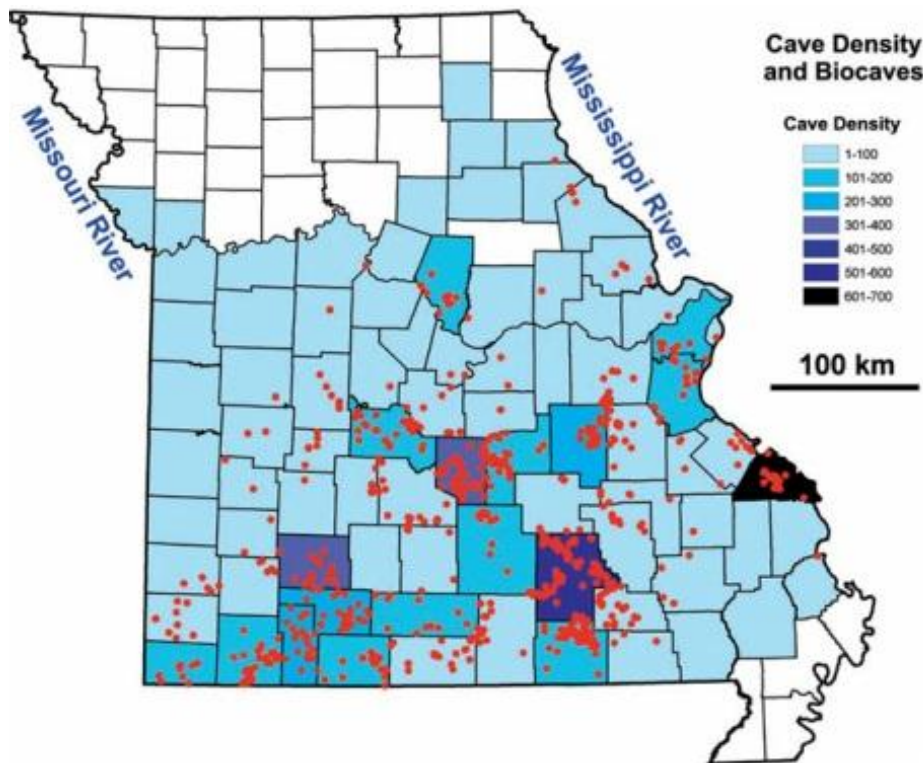 Cave Density
and Biocaves
Mississippi River
Missouri River
Cave Density
1-100
101-200
201-300
301-400
401-500
501-600
601-700
100 km